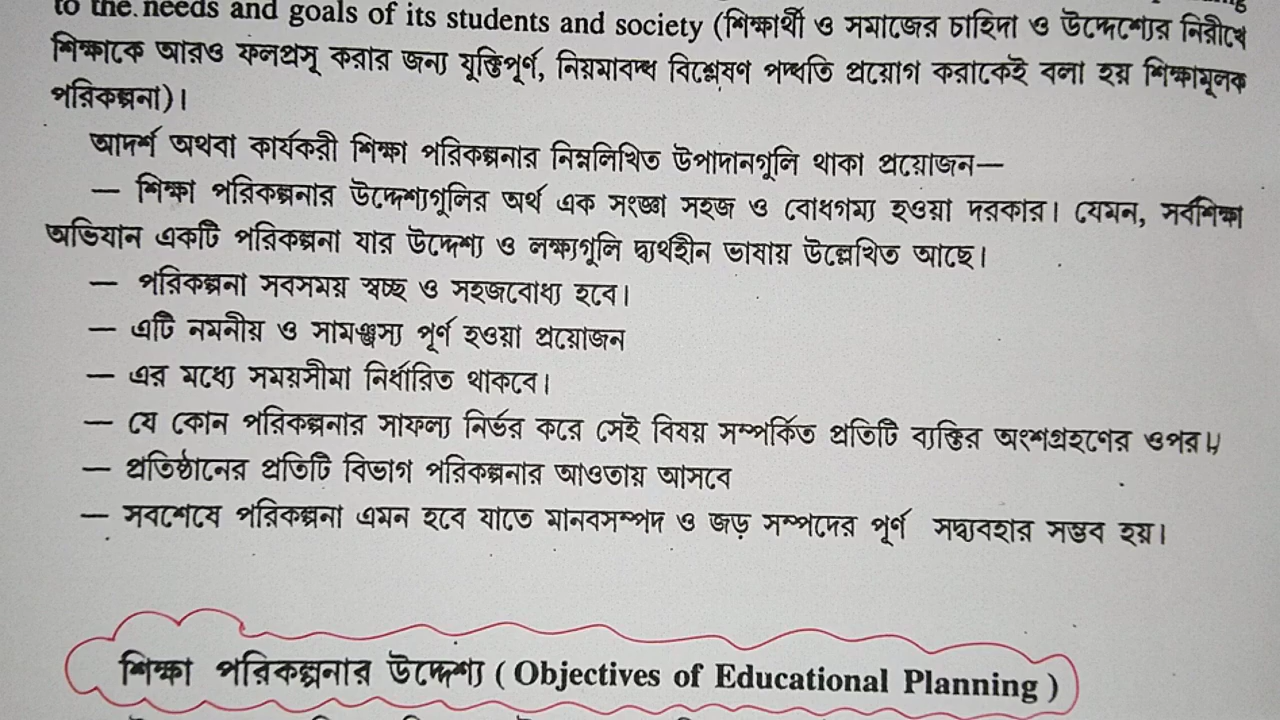 to the needs and goals of its students and society (শিক্ষার্থী ও সমাজের চাহিদা ও উদ্দেশ্যের নিরীখে
শিক্ষাকে আরও ফলপ্রসূ করার জন্য যুক্তিপূর্ণ, নিয়মাবদ্ধ বিশ্লেষণ পদ্ধতি প্রয়োগ করাকেই বলা হয় শিক্ষামূলক
পরিকল্পনা)।
আদর্শ অথবা কার্যকরী শিক্ষা পরিকল্পনার নিম্নলিখিত উপাদানগুলি থাকা প্রয়োজন—
— শিক্ষা পরিকল্পনার উদ্দেশ্যগুলির অর্থ এক সংজ্ঞা সহজ ও বোধগম্য হওয়া দরকার। যেমন, সর্বশিক্ষা
অভিযান একটি পরিকল্পনা যার উদ্দেশ্য ও লক্ষ্যগুলি দ্ব্যর্থহীন ভাষায় উল্লেখিত আছে।
— পরিকল্পনা সবসময় স্বচ্ছ ও সহজবোধ্য হবে।
— এটি নমনীয় ও সামঞ্জস্য পূর্ণ হওয়া প্রয়োজন
— এর মধ্যে সময়সীমা নির্ধারিত থাকবে।
— যে কোন পরিকল্পনার সাফল্য নির্ভর করে সেই বিষয় সম্পর্কিত প্রতিটি ব্যক্তির অংশগ্রহণের ওপর।
— প্রতিষ্ঠানের প্রতিটি বিভাগ পরিকল্পনার আওতায় আসবে
— সবশেষে পরিকল্পনা এমন হবে যাতে মানবসম্পদ ও জড় সম্পদের পূর্ণ সদ্ব্যবহার সম্ভব হয়।
শিক্ষা পরিকল্পনার উদ্দেশ্য ( Objectives of Educational Planning )